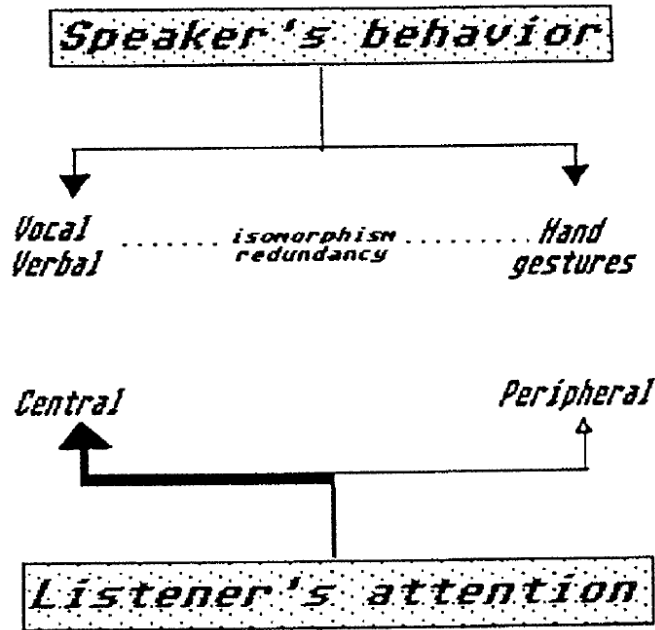 Speaker's behavior
Vocal
Verbal
isomorphism
redundancy
Hand
gestures
Central
Peripheral
Listener's attention